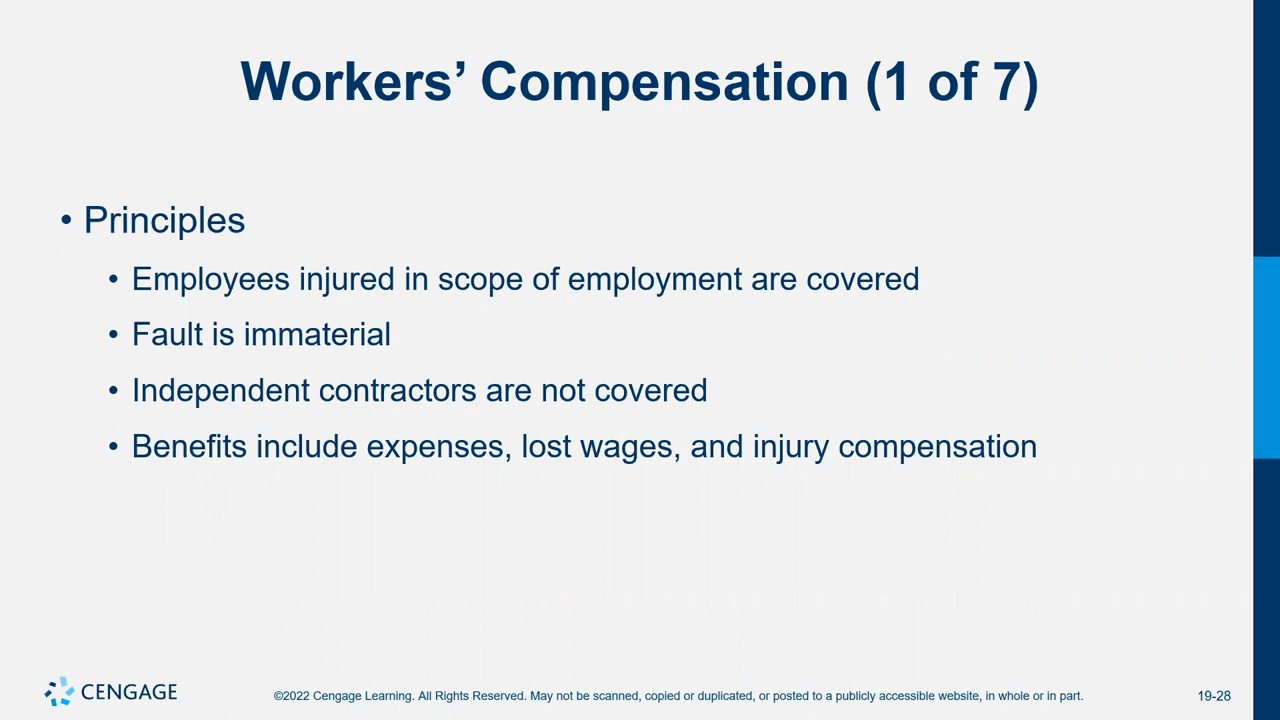 Workers’ Compensation (1 of 7)
• Principles
• Employees injured in scope of employment are covered
• Fault is immaterial
• Independent contractors are not covered
• Benefits include expenses, lost wages, and injury compensation
CENGAGE
©2022 Cengage Learning. All Rights Reserved. May not be scanned, copied or duplicated, or posted to a publicly accessible website, in whole or in part.
19-28